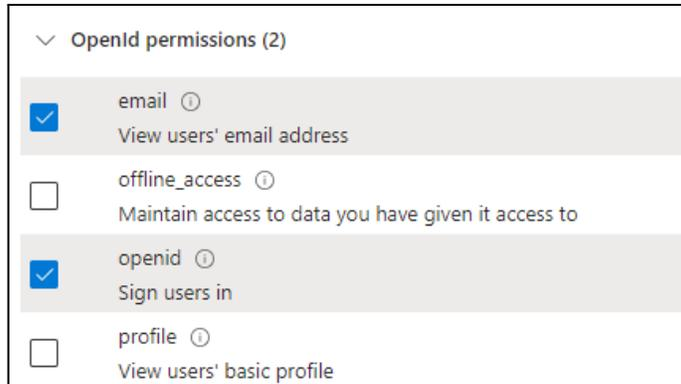 OpenId permissions (2)
email
View users' email address
offline_access
Maintain access to data you have given it access to
openid
Sign users in
profile
View users' basic profile